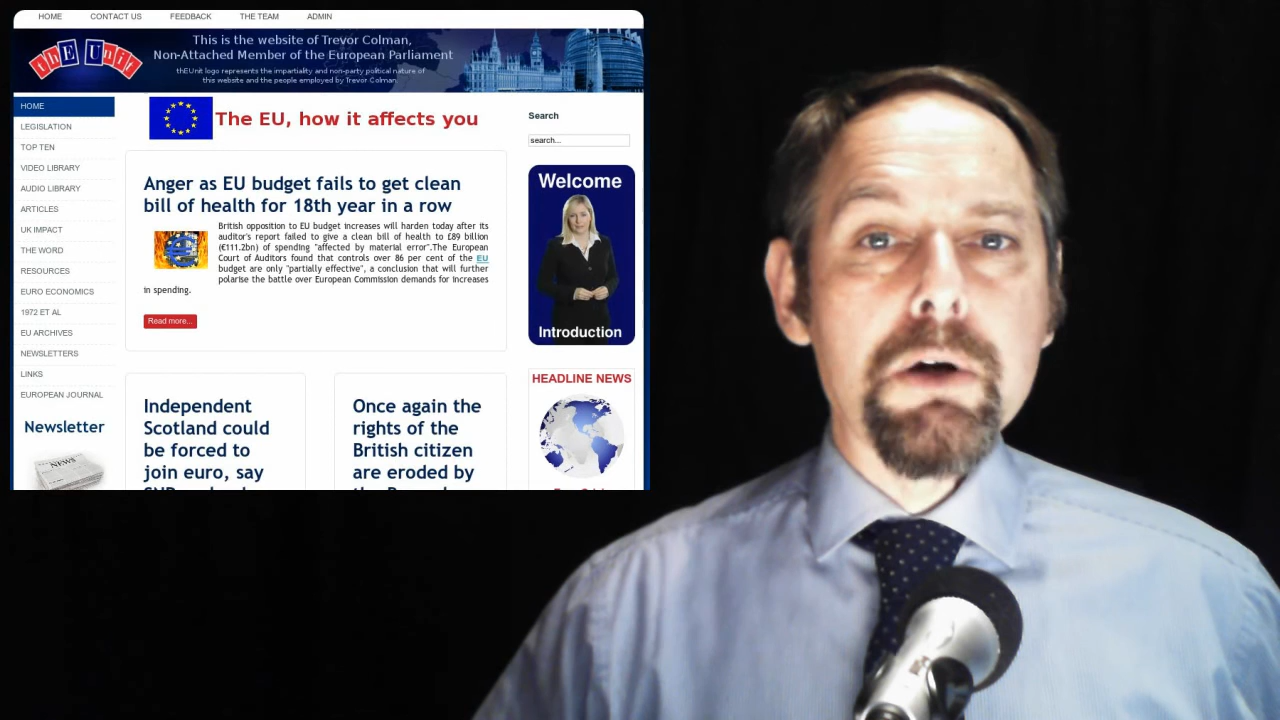 HOME CONTACT US FEEDBACK THE TEAM ADMIN
thEUnit
This is the website of Trevor Colman,
Non-Attached Member of the European Parliament
thEUnit logo represents the impartiality and non-party political nature of
this website and the people employed by Trevor Colman.
HOME
LEGISLATION
TOP TEN
VIDEO LIBRARY
AUDIO LIBRARY
ARTICLES
UK IMPACT
THE WORD
RESOURCES
EURO ECONOMICS
1972 ET AL
EU ARCHIVES
NEWSLETTERS
LINKS
EUROPEAN JOURNAL
Newsletter
NEWS
The EU, how it affects you
Anger as EU budget fails to get clean
bill of health for 18th year in a row
British opposition to EU budget increases will harden today after its
auditor's report failed to give a clean bill of health to £89 billion
(€111.2bn) of spending "affected by material error".The European
Court of Auditors found that controls over 86 per cent of the EU
budget are only "partially effective", a conclusion that will further
polarise the battle over European Commission demands for increases
in spending.
Read more...
Independent
Scotland could
be forced to
join euro, say
Once again the
rights of the
British citizen
are eroded by
Search
search...
Welcome
Introduction
HEADLINE NEWS